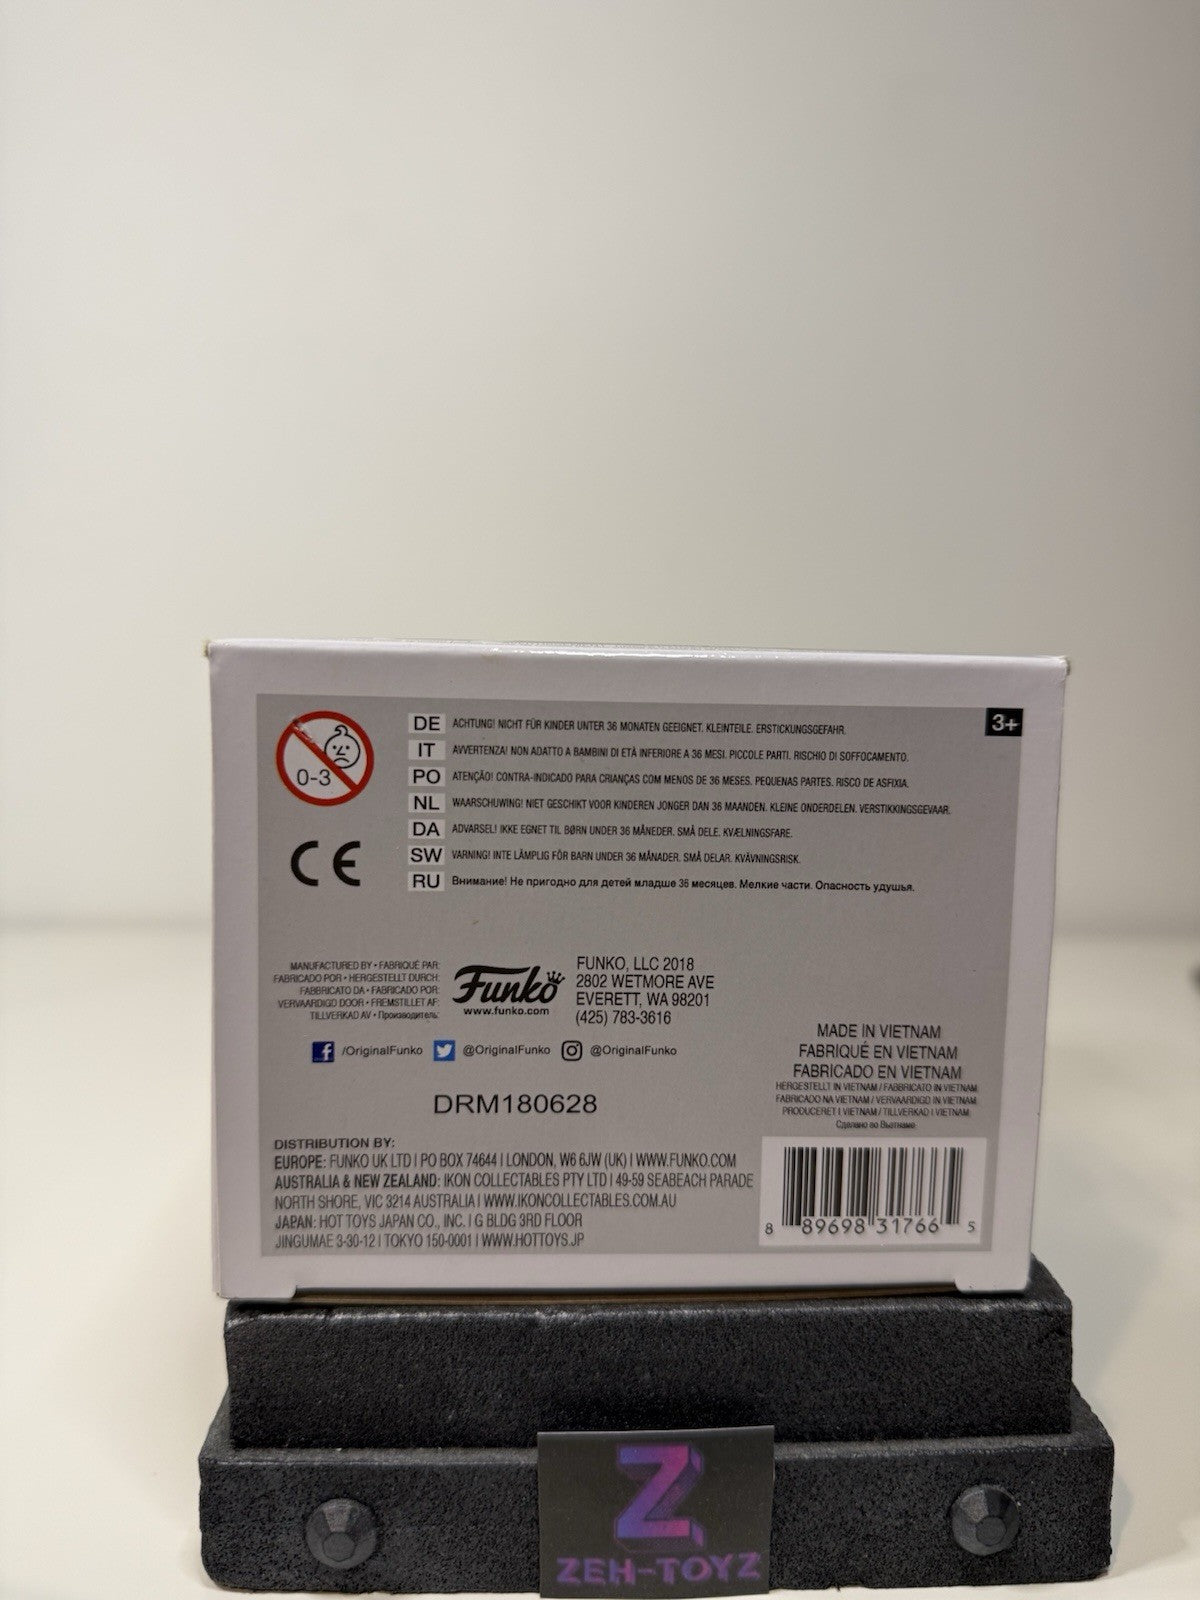 0-3
DE ACHTUNG! NICHT FÜR KINDER UNTER 36 MONATEN GEEIGNET. KLEINTEILE. ERSTICKUNGSGEFAHR.
3+
IT AVVERTENZA! NON ADATTO A BAMBINI DI ETÀ INFERIORE A 36 MESI. PICCOLE PARTI. RISCHIO DI SOFFOCAMENTO.
PO ATENÇÃO! CONTRA-INDICADO PARA CRIANÇAS COM MENOS DE 36 MESES. PEQUENAS PARTES. RISCO DE ASFIXIA.
NL WAARSCHUWING! NIET GESCHIKT VOOR KINDEREN JONGER DAN 36 MAANDEN. KLEINE ONDERDELEN. VERSTIKKINGSGEVAAR.
DA ADVARSEL! IKKE EGNET TIL BØRN UNDER 36 MÅNEDER. SMÅ DELE. KVÆLNINGSFARE.
SW VARNING! INTE LÄMPLIG FÖR BARN UNDER 36 MÅNADER. SMÅ DELAR. KVÄVNINGSRISK.
RU Внимание! Не пригодно для детей младше 36 месяцев. Мелкие части. Опасность удушья.
CE
MANUFACTURED BY • FABRIQUÉ PAR:
FABRICADO POR • HERGESTELLT DURCH:
FABBRICATO DA • FABRICADO POR:
VERVAARDIGD DOOR • FREMSTILLET AF:
TILLVERKAD AV • Производитель:
Funko
www.funko.com
FUNKO, LLC 2018
2802 WETMORE AVE
EVERETT, WA 98201
(425) 783-3616
/OriginalFunko @OriginalFunko @OriginalFunko
DRM180628
MADE IN VIETNAM
FABRIQUÉ EN VIETNAM
FABRICADO EN VIETNAM
HERGESTELLT IN VIETNAM / FABBRICATO IN VIETNAM
FABRICADO NA VIETNAM / VERVAARDIGD IN VIETNAM
PRODUCERET I VIETNAM / TILLVERKAD I VIETNAM
Сделано во Вьетнаме
DISTRIBUTION BY:
EUROPE: FUNKO UK LTD | PO BOX 74644 | LONDON, W6 6JW (UK) | WWW.FUNKO.COM
AUSTRALIA & NEW ZEALAND: IKON COLLECTABLES PTY LTD | 49-59 SEABEACH PARADE
NORTH SHORE, VIC 3214 AUSTRALIA | WWW.IKONCOLLECTABLES.COM.AU
JAPAN: HOT TOYS JAPAN CO., INC. | G BLDG 3RD FLOOR
JINGUMAE 3-30-12 | TOKYO 150-0001 | WWW.HOTTOYS.JP
8 89698 31766 5
Z
ZEH-TOYZ